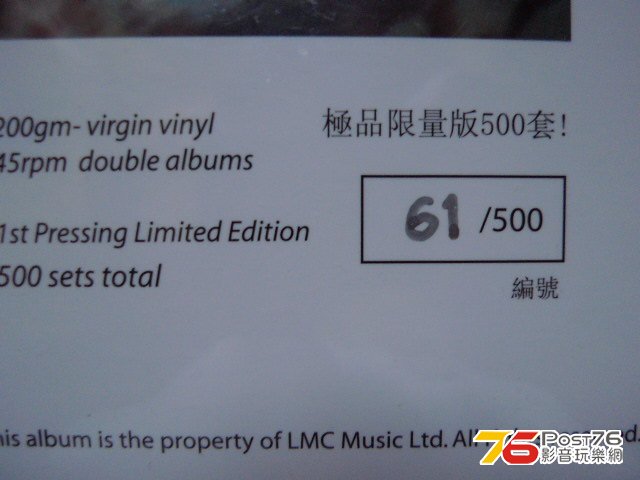 200gm- virgin vinyl
45rpm double albums
極品限量版500套!
61 /500
編號
1st Pressing Limited Edition
500 sets total
his album is the property of LMC Music Ltd. All
76 Post76
影音玩樂網